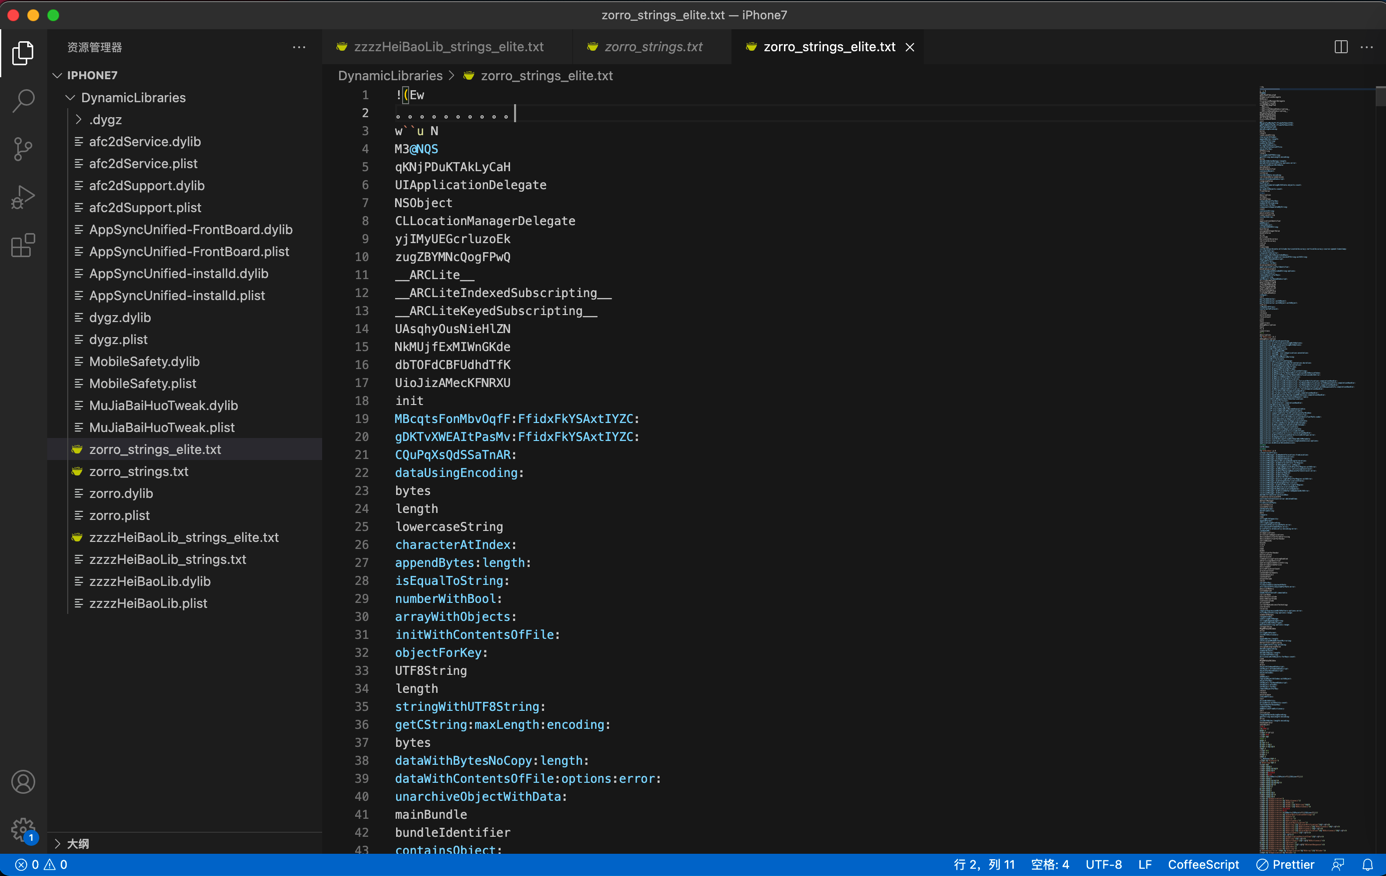 zorro_strings_elite.txt — iPhone7
资源管理器
zzzzHeiBaoLib_strings_elite.txt
zorro_strings.txt
zorro_strings_elite.txt
IPHONE7
DynamicLibraries
.dygz
afc2dService.dylib
afc2dService.plist
afc2dSupport.dylib
afc2dSupport.plist
AppSyncUnified-FrontBoard.dylib
AppSyncUnified-FrontBoard.plist
AppSyncUnified-installd.dylib
AppSyncUnified-installd.plist
dygz.dylib
dygz.plist
MobileSafety.dylib
MobileSafety.plist
MuJiaBaiHuoTweak.dylib
MuJiaBaiHuoTweak.plist
zorro_strings_elite.txt
zorro_strings.txt
zorro.dylib
zorro.plist
zzzzHeiBaoLib_strings_elite.txt
zzzzHeiBaoLib_strings.txt
zzzzHeiBaoLib.dylib
zzzzHeiBaoLib.plist
大纲
DynamicLibraries > zorro_strings_elite.txt
1 !(Ew
2 。。。。。。。。。。
3 w``u N
4 M3@NQS
5 qKNjPDuKTAkLyCaH
6 UIApplicationDelegate
7 NSObject
8 CLLocationManagerDelegate
9 yjIMyUEGcrluzoEk
10 zugZBYMNcQogFPwQ
11 __ARCLite__
12 __ARCLiteIndexedSubscripting__
13 __ARCLiteKeyedSubscripting__
14 UAsqhyOusNieHlZN
15 NkMUjfExMIWnGKde
16 dbTOFdCBFUdhdTfK
17 UioJizAMecKFNRXU
18 init
19 MBcqtsFonMbvOqfF:FfidxFkYSAxtIYZC:
20 gDKTvXWEAItPasMv:FfidxFkYSAxtIYZC:
21 CQuPqXsQdSSaTnAR:
22 dataUsingEncoding:
23 bytes
24 length
25 lowercaseString
26 characterAtIndex:
27 appendBytes:length:
28 isEqualToString:
29 numberWithBool:
30 arrayWithObjects:
31 initWithContentsOfFile:
32 objectForKey:
33 UTF8String
34 length
35 stringWithUTF8String:
36 getCString:maxLength:encoding:
37 bytes
38 dataWithBytesNoCopy:length:
39 dataWithContentsOfFile:options:error:
40 unarchiveObjectWithData:
41 mainBundle
42 bundleIdentifier
43 containsObject:
1
0 0
行 2，列 11
空格: 4
UTF-8
LF
CoffeeScript
Prettier